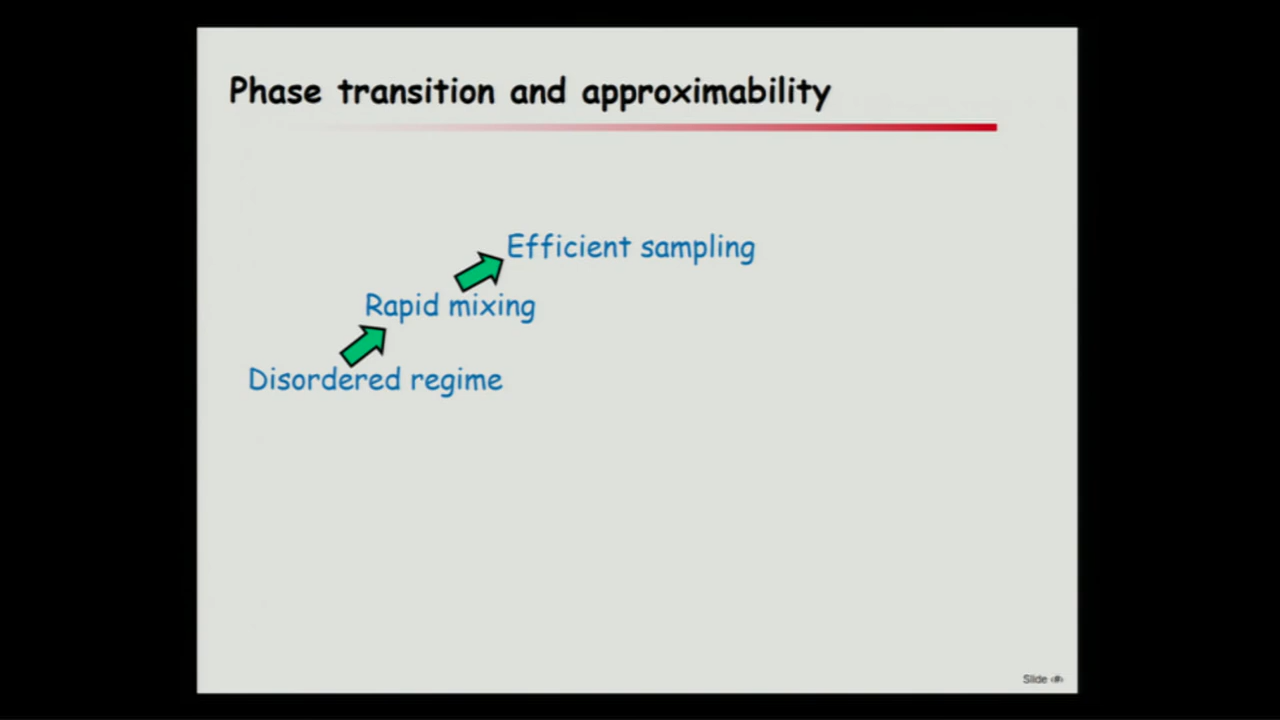 Phase transition and approximability
Efficient sampling
Rapid mixing
Disordered regime
Slide ‹#›